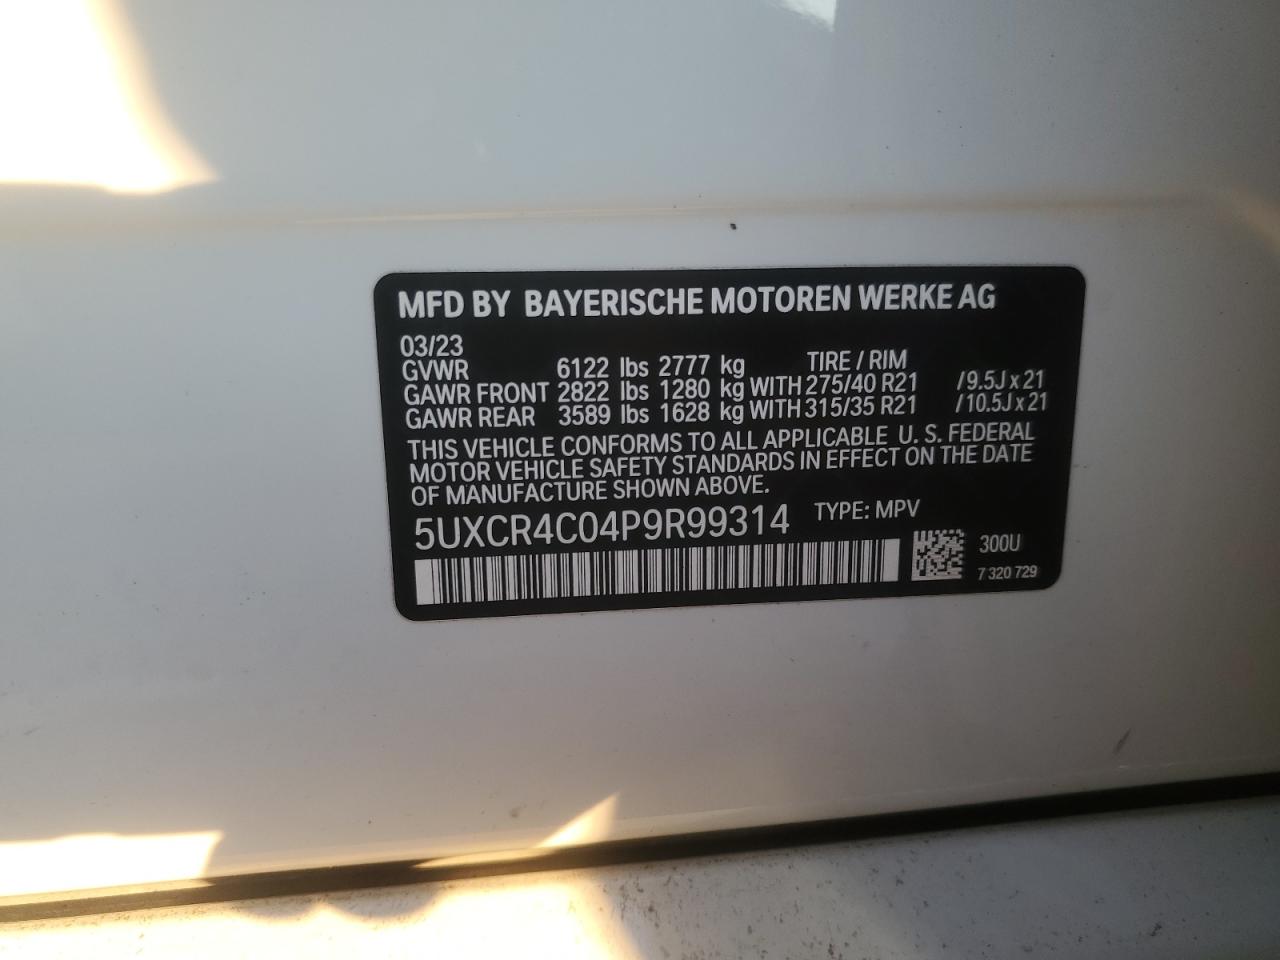 MFD BY BAYERISCHE MOTOREN WERKE AG
03/23
GVWR 6122 lbs 2777 kg TIRE / RIM
GAWR FRONT 2822 lbs 1280 kg WITH 275/40 R21 /9.5J x 21
GAWR REAR 3589 lbs 1628 kg WITH 315/35 R21 /10.5J x 21
THIS VEHICLE CONFORMS TO ALL APPLICABLE U. S. FEDERAL
MOTOR VEHICLE SAFETY STANDARDS IN EFFECT ON THE DATE
OF MANUFACTURE SHOWN ABOVE.
5UXCR4C04P9R99314 TYPE: MPV
300U
7 320 729